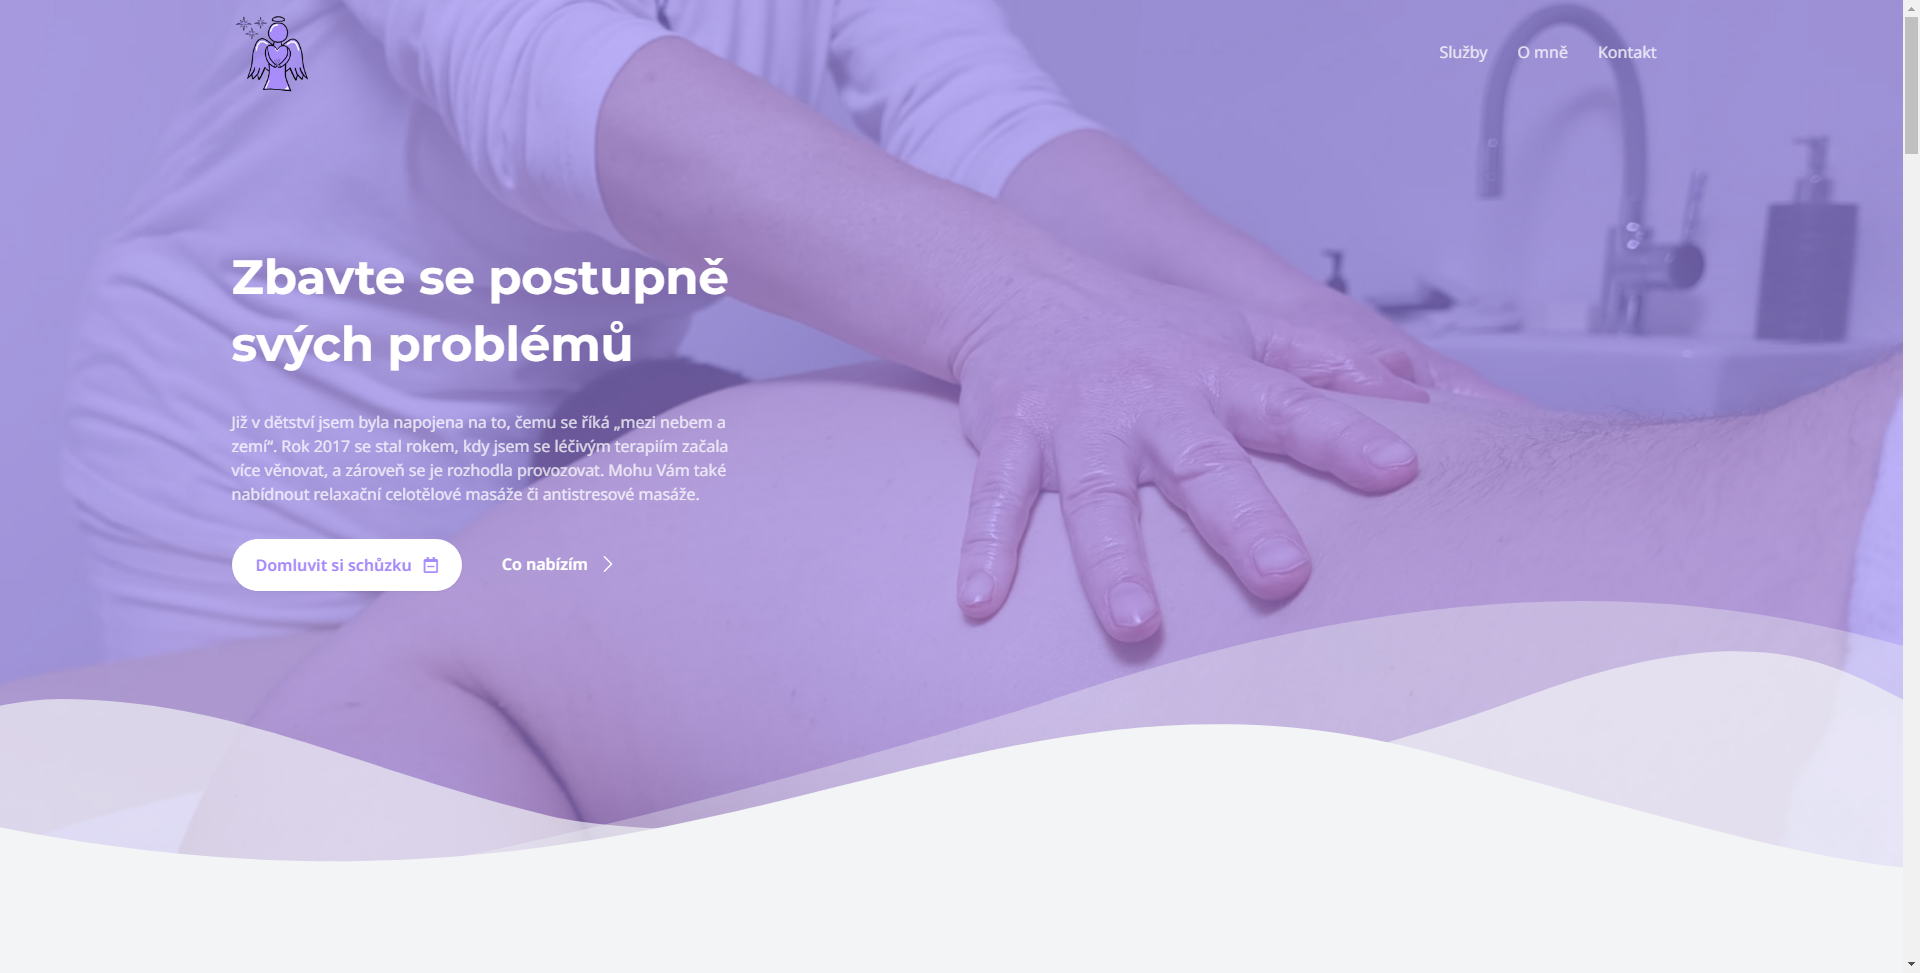 Služby
O mně
Kontakt
Zbavte se postupně
svých problémů
Již v dětství jsem byla napojena na to, čemu se říká „mezi nebem a
zemí“. Rok 2017 se stal rokem, kdy jsem se léčivým terapiím začala
více věnovat, a zároveň se je rozhodla provozovat. Mohu Vám také
nabídnout relaxační celotělové masáže či antistresové masáže.
Domluvit si schůzku
Co nabízím